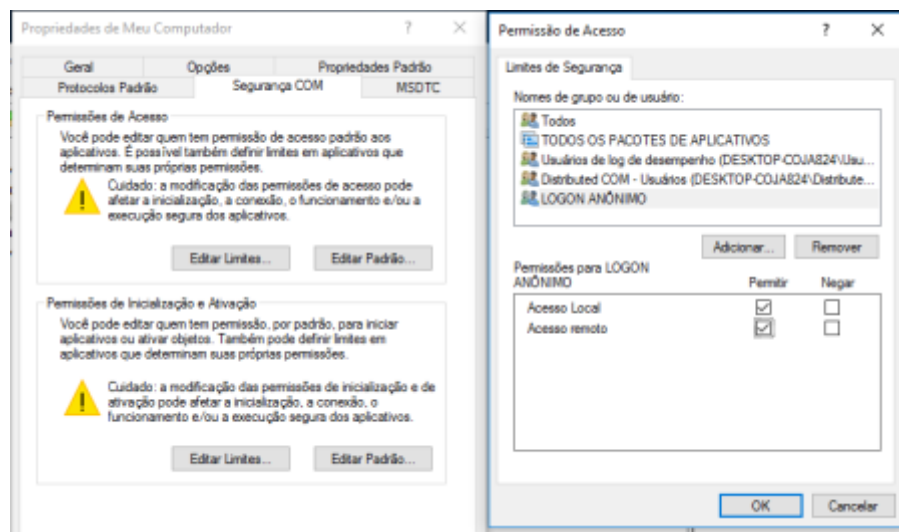 Propriedades de Meu Computador
Geral
Opções
Propriedades Padrão
Protocolos Padrão
Segurança COM
MSDTC
Permissões de Acesso
Você pode editar quem tem permissão de acesso padrão aos
aplicativos. É possível também definir limites em aplicativos que
determinam suas próprias permissões.
Cuidado: a modificação das permissões de acesso pode
afetar a inicialização, a conexão, o funcionamento e/ou a
execução segura dos aplicativos.
Editar Limites...
Editar Padrão...
Permissões de Inicialização e Ativação
Você pode editar quem tem permissão, por padrão, para iniciar
aplicativos ou ativar objetos. Também pode definir limites em
aplicativos que determinam suas próprias permissões.
Cuidado: a modificação das permissões de inicialização e de
ativação pode afetar a inicialização, a conexão, o
funcionamento e/ou a execução segura dos aplicativos.
Editar Limites...
Editar Padrão...
Permissão de Acesso
Limites de Segurança
Nomes de grupo ou de usuário:
Todos
TODOS OS PACOTES DE APLICATIVOS
Usuários de log de desempenho (DESKTOP-COJA824\Usu...
Distributed COM - Usuários (DESKTOP-COJA824\Distribute...
LOGON ANÔNIMO
Adicionar...
Remover
Permissões para LOGON
ANÔNIMO
Permitir
Negar
Acesso Local
Acesso remoto
OK
Cancelar